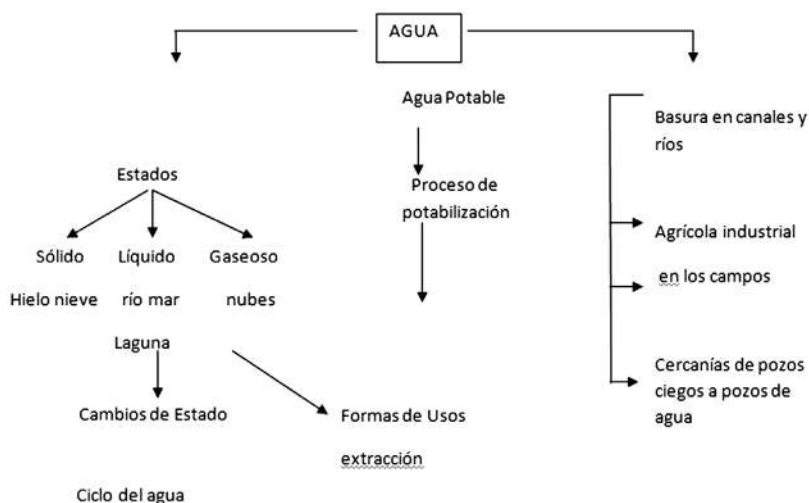 AGUA
Agua Potable
Basura en canales y
ríos
Estados
Proceso de
potabilización
Agrícola industrial
en los campos
Sólido Líquido Gaseoso
Hielo nieve río mar nubes
Laguna
Cercanías de pozos
ciegos a pozos de
agua
Cambios de Estado
Formas de Usos
extracción
Ciclo del agua